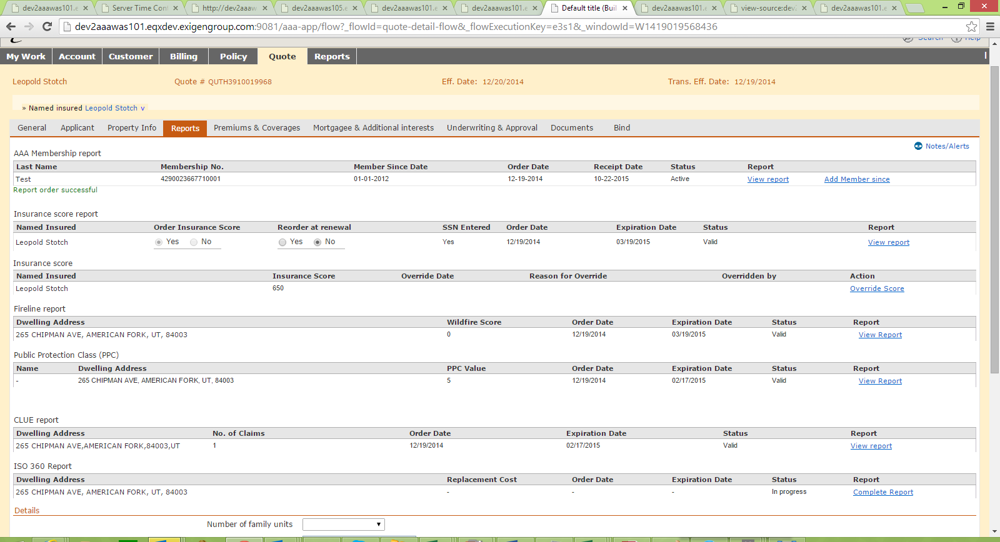 dev2aaawas101.e
Server Time Con
http://dev2aaaw
dev2aaawas105.e
dev2aaawas101.e
dev2aaawas101.e
Default title (Buil
dev2aaawas101.e
view-source:dev
dev2aaawas101.e
dev2aaawas101.eqxdev.exigengroup.com:9081/aaa-app/flow?_flowId=quote-detail-flow&_flowExecutionKey=e3s1&_windowId=W1419019568436
Search Help
My Work Account Customer Billing Policy Quote Reports
Leopold Stotch Quote # QUTH3910019968 Eff. Date: 12/20/2014 Trans. Eff. Date: 12/19/2014
» Named insured Leopold Stotch v
General Applicant Property Info Reports Premiums & Coverages Mortgagee & Additional interests Underwriting & Approval Documents Bind
Notes/Alerts
AAA Membership report
Last Name Membership No. Member Since Date Order Date Receipt Date Status Report
Test 4290023667710001 01-01-2012 12-19-2014 10-22-2015 Active View report Add Member since
Report order successful
Insurance score report
Named Insured Order Insurance Score Reorder at renewal SSN Entered Order Date Expiration Date Status Report
Leopold Stotch Yes No Yes No Yes 12/19/2014 03/19/2015 Valid View report
Insurance score
Named Insured Insurance Score Override Date Reason for Override Overridden by Action
Leopold Stotch 650 Override Score
Fireline report
Dwelling Address Wildfire Score Order Date Expiration Date Status Report
265 CHIPMAN AVE, AMERICAN FORK, UT, 84003 0 12/19/2014 03/19/2015 Valid View Report
Public Protection Class (PPC)
Name Dwelling Address PPC Value Order Date Expiration Date Status Report
- 265 CHIPMAN AVE, AMERICAN FORK, UT, 84003 5 12/19/2014 02/17/2015 Valid View Report
CLUE report
Dwelling Address No. of Claims Order Date Expiration Date Status Report
265 CHIPMAN AVE,AMERICAN FORK,84003,UT 1 12/19/2014 02/17/2015 Valid View report
ISO 360 Report
Dwelling Address Replacement Cost Order Date Expiration Date Status Report
265 CHIPMAN AVE, AMERICAN FORK, UT, 84003 - - - In progress Complete Report
Details
Number of family units